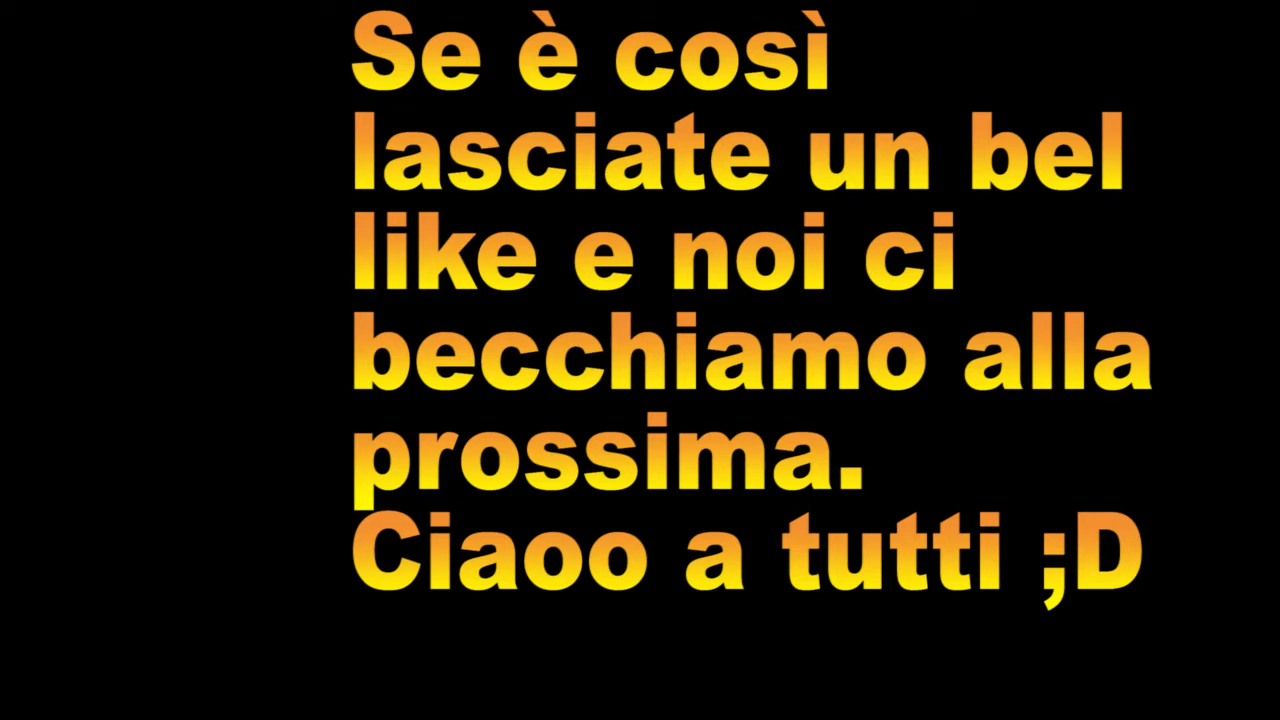 Se è così
lasciate un bel
like e noi ci
becchiamo alla
prossima.
Ciaoo a tutti ;D